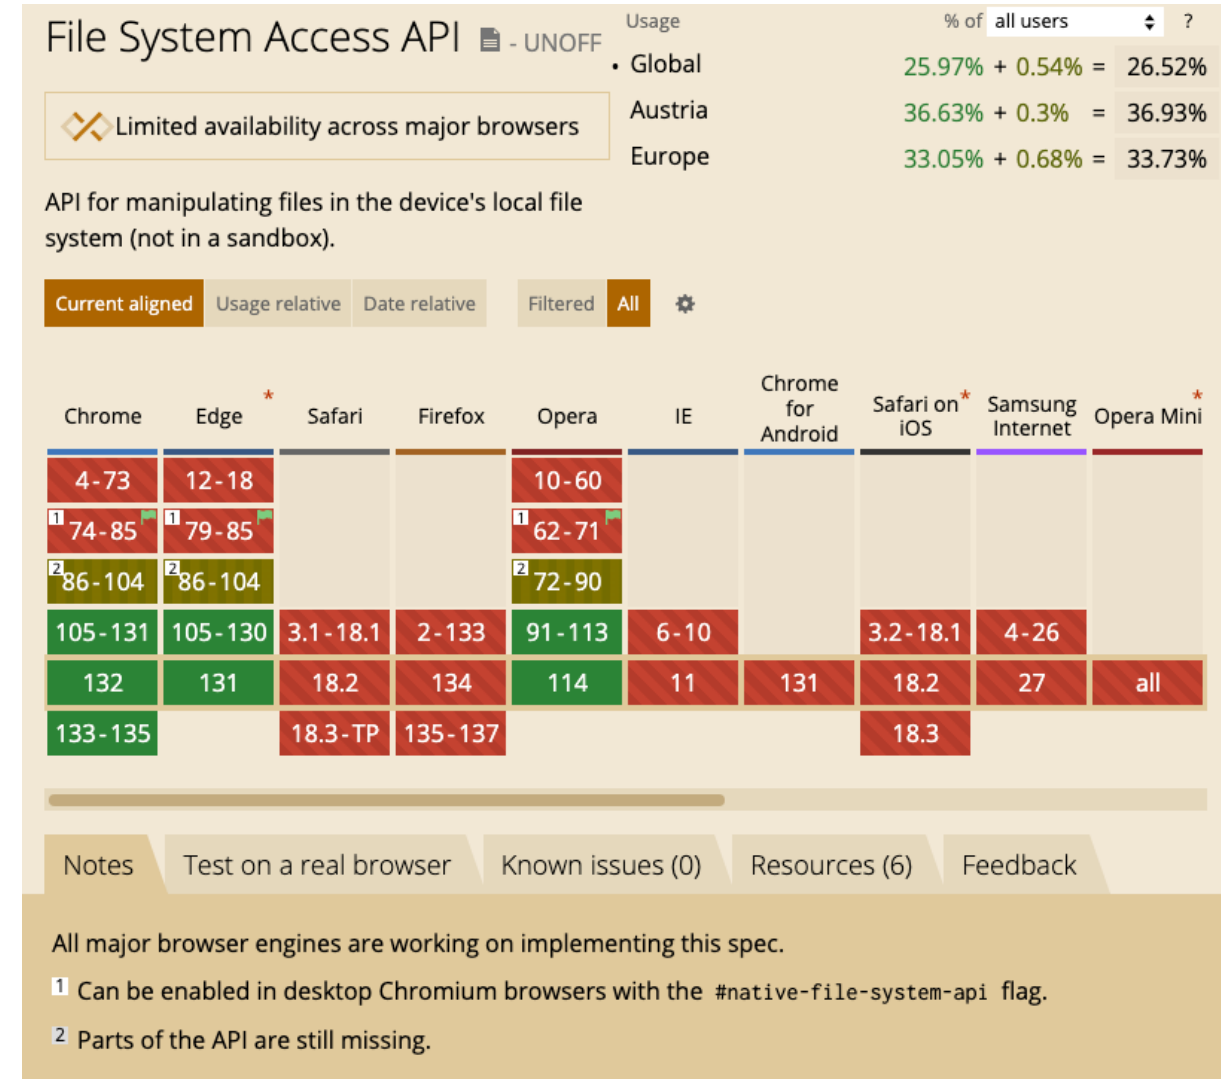 File System Access API - UNOFF
Limited availability across major browsers
API for manipulating files in the device's local file
system (not in a sandbox).
Usage % of all users ?
Global 25.97% + 0.54% = 26.52%
Austria 36.63% + 0.3% = 36.93%
Europe 33.05% + 0.68% = 33.73%
Current aligned Usage relative Date relative Filtered All
Chrome Edge * Safari Firefox Opera IE Chrome for Android Safari on iOS * Samsung Internet Opera Mini *
4-73 12-18 10-60
1 74-85 1 79-85 1 62-71
2 86-104 2 86-104 2 72-90
105-131 105-130 3.1-18.1 2-133 91-113 6-10 3.2-18.1 4-26
132 131 18.2 134 114 11 131 18.2 27 all
133-135 18.3-TP 135-137 18.3
Notes Test on a real browser Known issues (0) Resources (6) Feedback
All major browser engines are working on implementing this spec.
1 Can be enabled in desktop Chromium browsers with the #native-file-system-api flag.
2 Parts of the API are still missing.